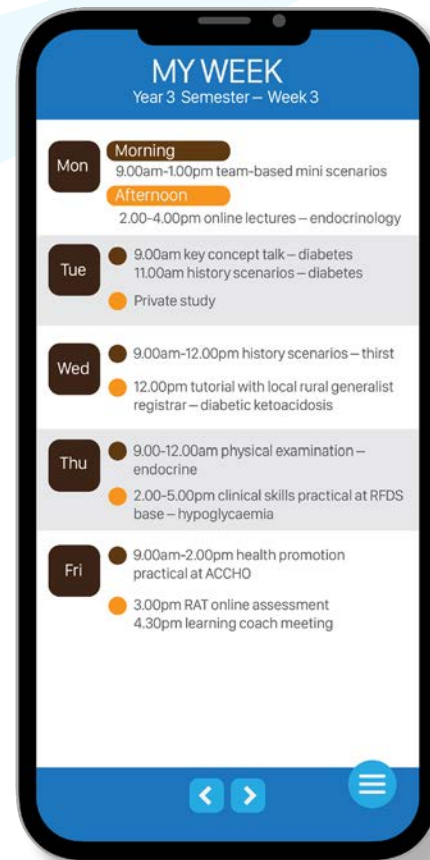 MY WEEK
Year 3 Semester – Week 3
Mon
Morning
9.00am-1.00pm team-based mini scenarios
Afternoon
2.00-4.00pm online lectures – endocrinology
Tue
9.00am key concept talk – diabetes
11.00am history scenarios – diabetes
Private study
Wed
9.00am-12.00pm history scenarios – thirst
12.00pm tutorial with local rural generalist
registrar – diabetic ketoacidosis
Thu
9.00-12.00am physical examination –
endocrine
2.00-5.00pm clinical skills practical at RFDS
base – hypoglycaemia
Fri
9.00am-2.00pm health promotion
practical at ACCHO
3.00pm RAT online assessment
4.30pm learning coach meeting